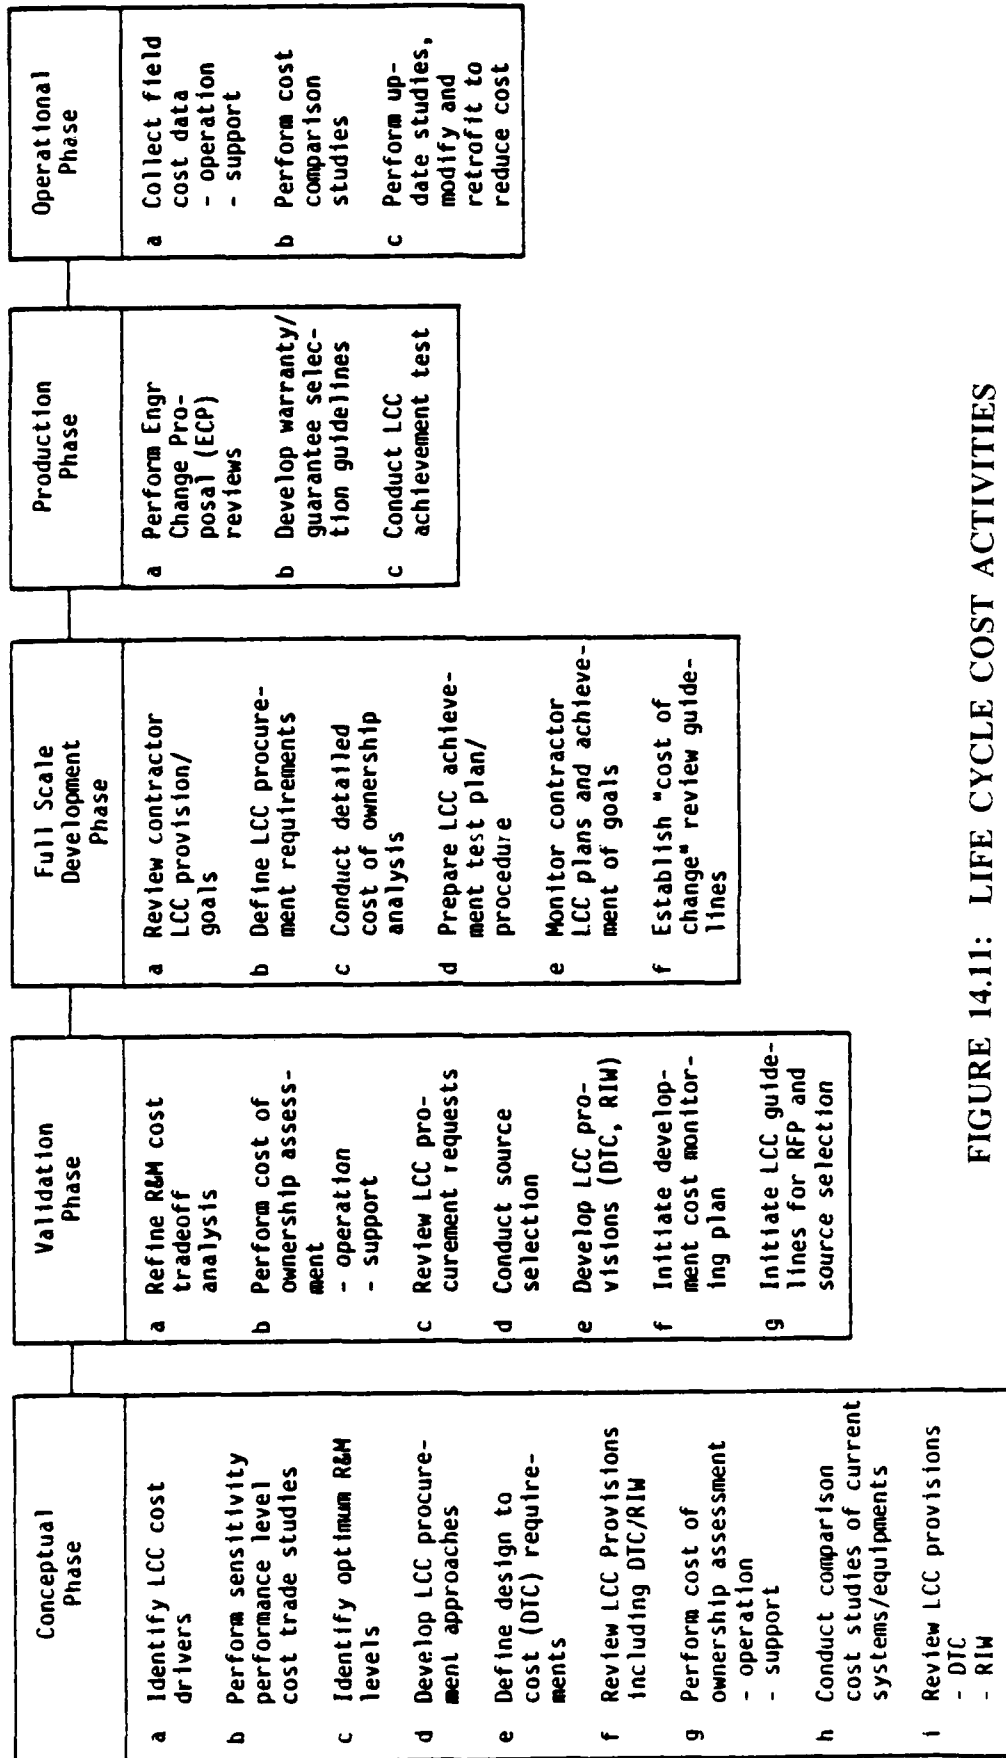 Conceptual
Phase
a Identify LCC cost
drivers
b Perform sensitivity
performance level
cost trade studies
c Identify optimum R&M
levels
d Develop LCC procure-
ment approaches
e Define design to
cost (DTC) require-
ments
f Review LCC Provisions
including DTC/RIW
g Perform cost of
ownership assessment
- operation
- support
h Conduct comparison
cost studies of current
systems/equipments
i Review LCC provisions
- DTC
- RIW
Validation
Phase
a Refine R&M cost
tradeoff
analysis
b Perform cost of
ownership assess-
ment
- operation
- support
c Review LCC pro-
curement requests
d Conduct source
selection
e Develop LCC pro-
visions (DTC, RIW)
f Initiate develop-
ment cost monitor-
ing plan
g Initiate LCC guide-
lines for RFP and
source selection
Full Scale
Development
Phase
a Review contractor
LCC provision/
goals
b Define LCC procure-
ment requirements
c Conduct detailed
cost of ownership
analysis
d Prepare LCC achieve-
ment test plan/
procedure
e Monitor contractor
LCC plans and achieve-
ment of goals
f Establish "cost of
change" review guide-
lines
Production
Phase
a Perform Engr
Change Pro-
posal (ECP)
reviews
b Develop warranty/
guarantee selec-
tion guidelines
c Conduct LCC
achievement test
Operational
Phase
a Collect field
cost data
- operation
- support
b Perform cost
comparison
studies
c Perform up-
date studies,
modify and
retrofit to
reduce cost
FIGURE 14.11: LIFE CYCLE COST ACTIVITIES